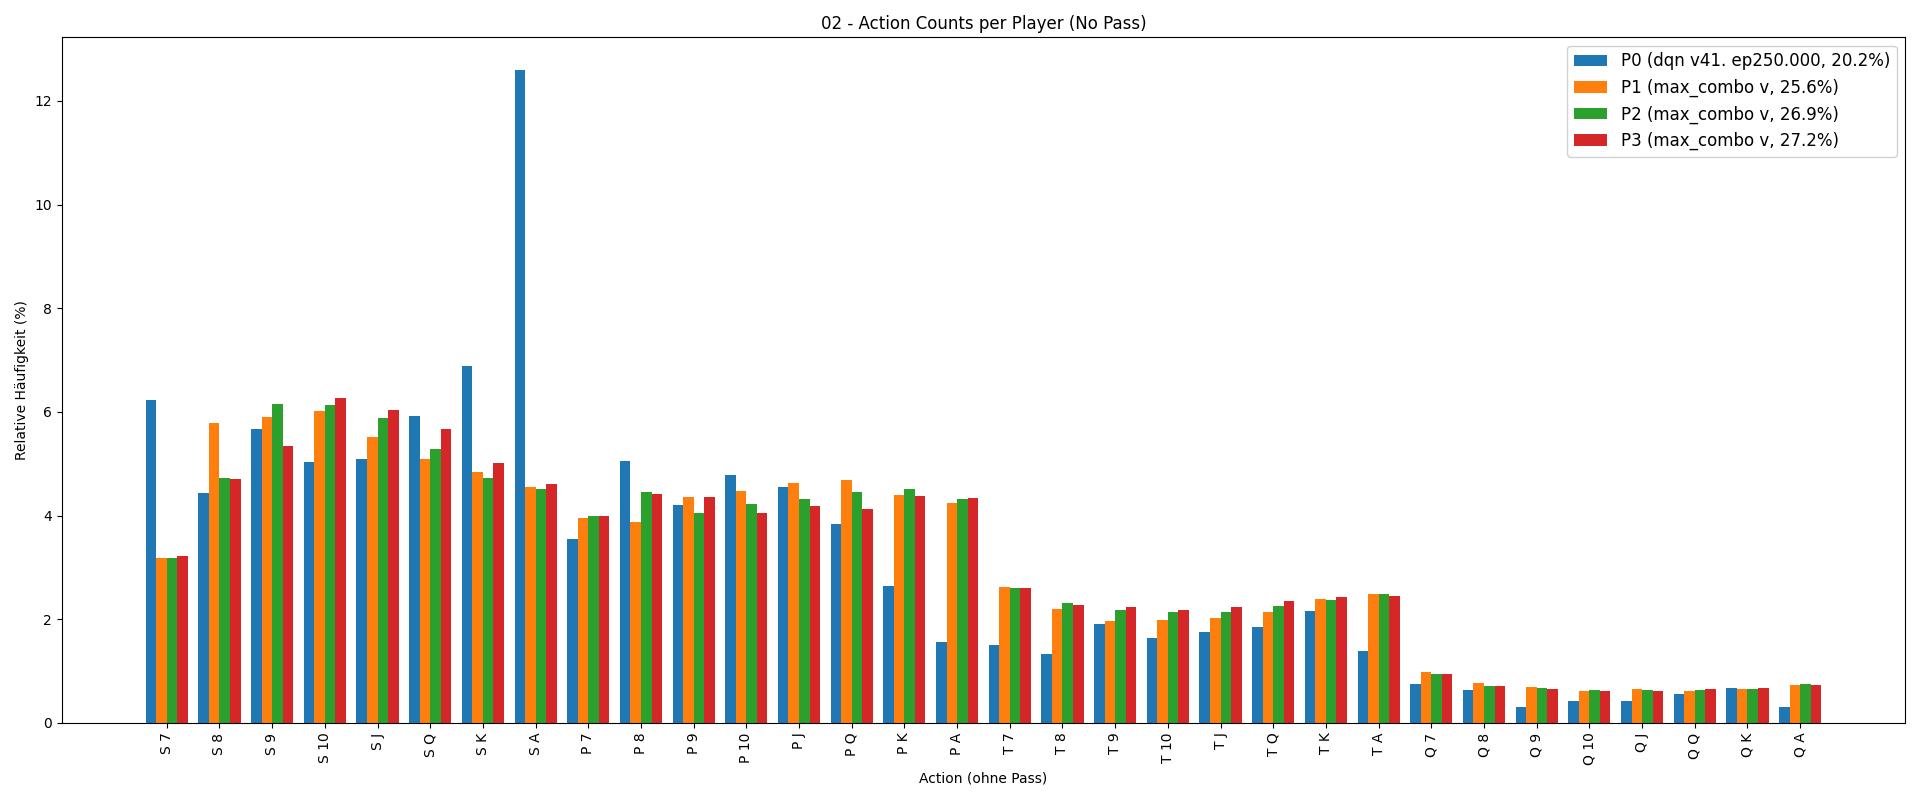 02 - Action Counts per Player (No Pass)
P0 (dqn v41. ep250.000, 20.2%)
P1 (max_combo v, 25.6%)
P2 (max_combo v, 26.9%)
P3 (max_combo v, 27.2%)
Relative Häufigkeit (%)
12
10
8
6
4
2
0
S 7 S 8 S 9 S 10 S J S Q S K S A P 7 P 8 P 9 P 10 P J P Q P K P A T 7 T 8 T 9 T 10 T J T Q T K T A Q 7 Q 8 Q 9 Q 10 Q J Q Q Q K Q A
Action (ohne Pass)